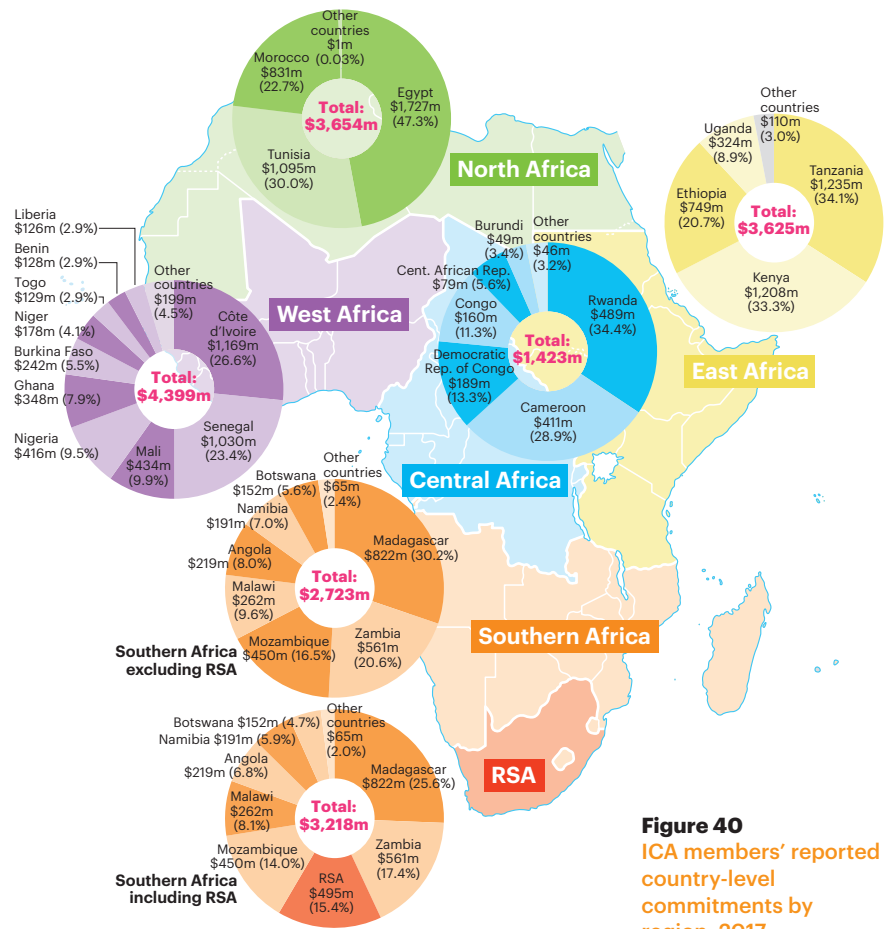 Other
countries
$1m
(0.03%)
Morocco
$831m
(22.7%)
Egypt
$1,727m
(47.3%)
Total:
$3,654m
Tunisia
$1,095m
(30.0%)
North Africa
Other
countries
$110m
(3.0%)
Uganda
$324m
(8.9%)
Tanzania
$1,235m
(34.1%)
Ethiopia
$749m
(20.7%)
Total:
$3,625m
Kenya
$1,208m
(33.3%)
East Africa
Liberia
$126m (2.9%)
Benin
$128m (2.9%)
Togo
$129m (2.9%)
Niger
$178m (4.1%)
Burkina Faso
$242m (5.5%)
Ghana
$348m (7.9%)
Nigeria
$416m (9.5%)
Mali
$434m
(9.9%)
Senegal
$1,030m
(23.4%)
Côte
d’Ivoire
$1,169m
(26.6%)
Other
countries
$199m
(4.5%)
Total:
$4,399m
West Africa
Burundi
$49m
(3.4%)
Other
countries
$46m
(3.2%)
Cent. African Rep.
$79m (5.6%)
Congo
$160m
(11.3%)
Rwanda
$489m
(34.4%)
Total:
$1,423m
Democratic
Rep. of Congo
$189m
(13.3%)
Cameroon
$411m
(28.9%)
Central Africa
Other
countries
$65m
(2.4%)
Botswana
$152m (5.6%)
Namibia
$191m (7.0%)
Angola
$219m (8.0%)
Malawi
$262m
(9.6%)
Mozambique
$450m (16.5%)
Zambia
$561m
(20.6%)
Madagascar
$822m (30.2%)
Total:
$2,723m
Southern Africa
excluding RSA
Southern Africa
Other
countries
$65m
(2.0%)
Botswana $152m (4.7%)
Namibia $191m (5.9%)
Angola
$219m (6.8%)
Malawi
$262m
(8.1%)
Mozambique
$450m (14.0%)
RSA
$495m
(15.4%)
Zambia
$561m
(17.4%)
Madagascar
$822m (25.6%)
Total:
$3,218m
Southern Africa
including RSA
RSA
Figure 40
ICA members’ reported
country-level
commitments by
region, 2017